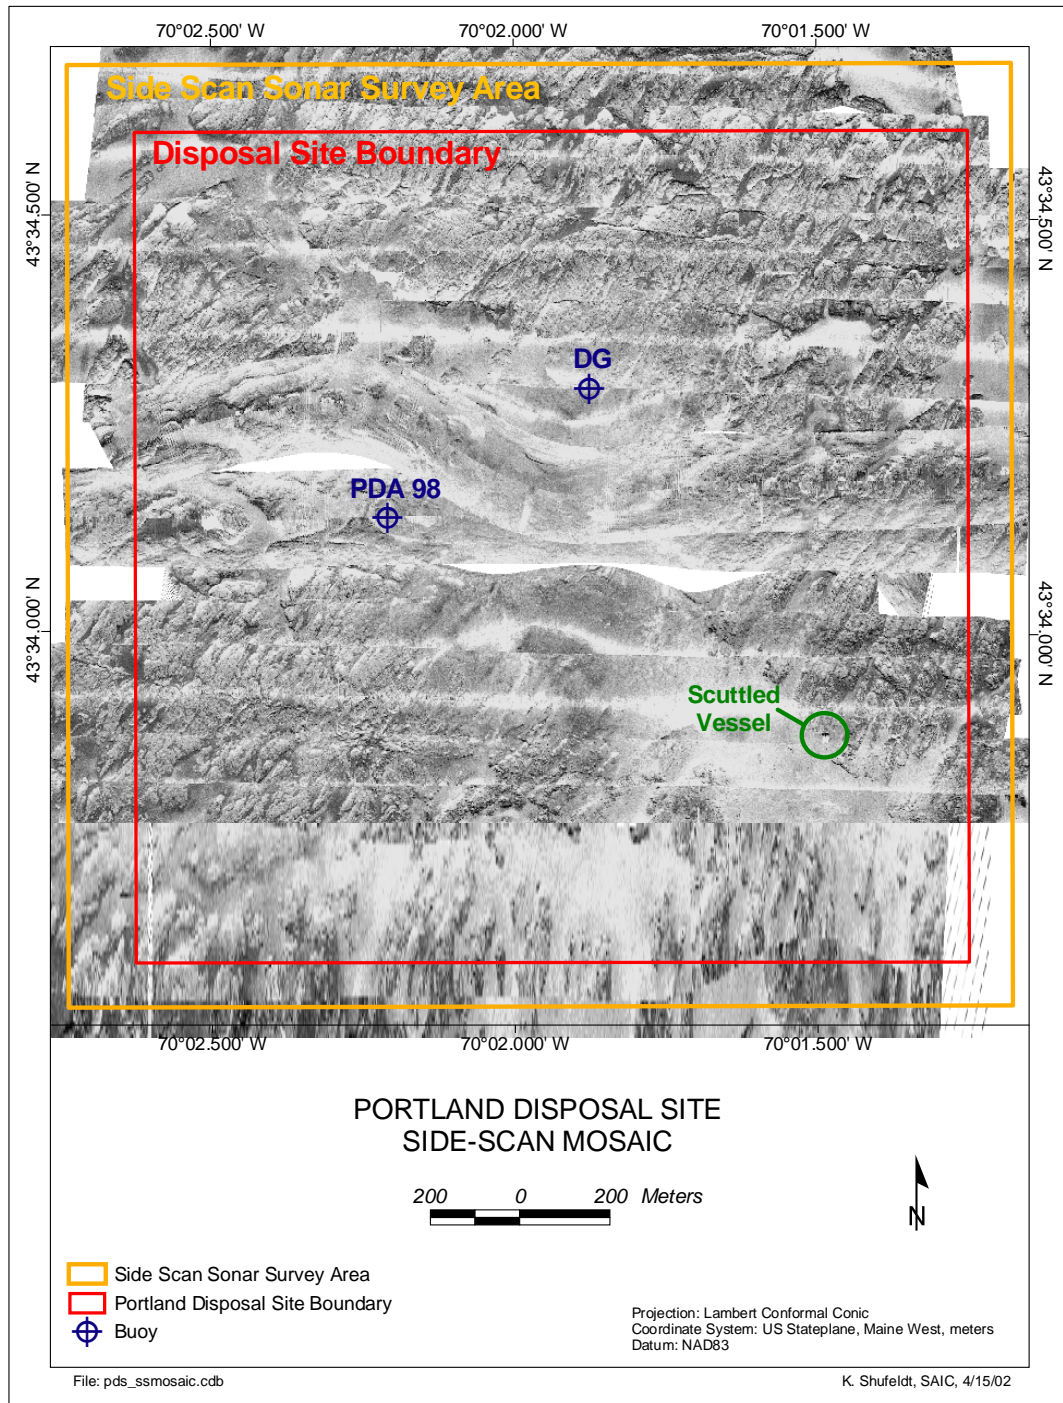 70°02.500' W 70°02.000' W 70°01.500' W
Side Scan Sonar Survey Area
Disposal Site Boundary
43°34.500' N
43°34.500' N
DG
PDA 98
43°34.000' N
43°34.000' N
Scuttled
Vessel
70°02.500' W 70°02.000' W 70°01.500' W
PORTLAND DISPOSAL SITE
SIDE-SCAN MOSAIC
200 0 200 Meters
N
Side Scan Sonar Survey Area
Portland Disposal Site Boundary
Buoy
Projection: Lambert Conformal Conic
Coordinate System: US Stateplane, Maine West, meters
Datum: NAD83
File: pds_ssmosaic.cdb
K. Shufeldt, SAIC, 4/15/02